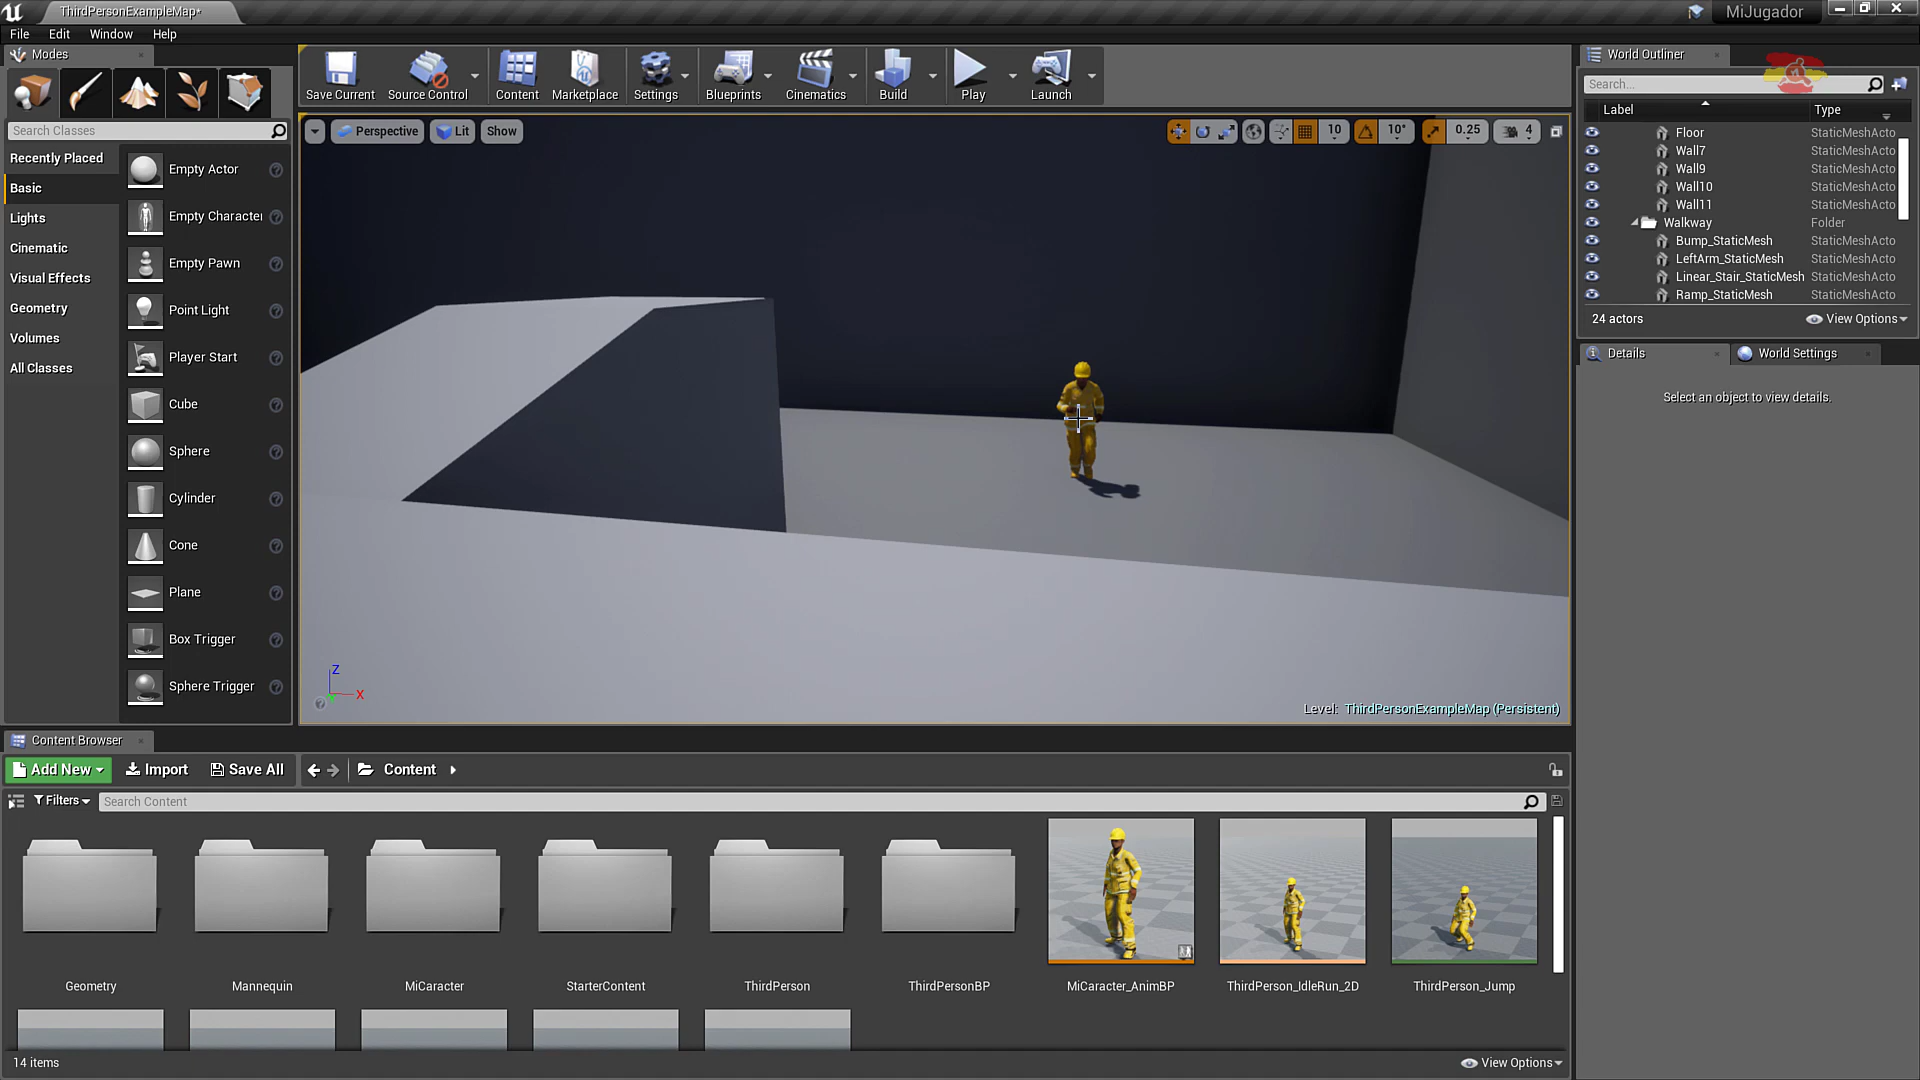 ThirdPersonExampleMap*
MiJugador
File Edit Window Help
Modes
Search Classes
Recently Placed
Basic
Lights
Cinematic
Visual Effects
Geometry
Volumes
All Classes
Empty Actor
Empty Character
Empty Pawn
Point Light
Player Start
Cube
Sphere
Cylinder
Cone
Plane
Box Trigger
Sphere Trigger
Save Current Source Control Content Marketplace Settings Blueprints Cinematics Build Play Launch
Perspective Lit Show
10 10° 0.25 4
Z
X
Y
Level: ThirdPersonExampleMap (Persistent)
World Outliner
Search...
Label Type
Floor StaticMeshActo
Wall7 StaticMeshActo
Wall9 StaticMeshActo
Wall10 StaticMeshActo
Wall11 StaticMeshActo
Walkway Folder
Bump_StaticMesh StaticMeshActo
LeftArm_StaticMesh StaticMeshActo
Linear_Stair_StaticMesh StaticMeshActo
Ramp_StaticMesh StaticMeshActo
24 actors View Options
Details World Settings
Select an object to view details.
Content Browser
Add New Import Save All Content
Filters Search Content
Geometry Mannequin MiCaracter StarterContent ThirdPerson ThirdPersonBP MiCaracter_AnimBP ThirdPerson_IdleRun_2D ThirdPerson_Jump
14 items View Options